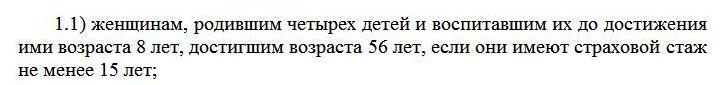 1.1) женщинам, родившим четырех детей и воспитавшим их до достижения
ими возраста 8 лет, достигшим возраста 56 лет, если они имеют страховой стаж
не менее 15 лет;